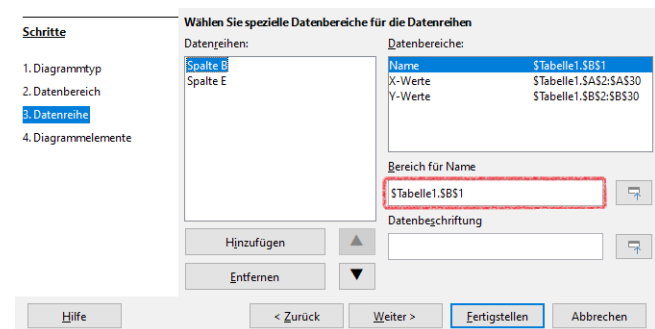 Schritte
1. Diagrammtyp
2. Datenbereich
3. Datenreihe
4. Diagrammelemente
Wählen Sie spezielle Datenbereiche für die Datenreihen
Datenreihen:
Spalte B
Spalte E
Hinzufügen
Entfernen
Datenbereiche:
Name $Tabelle1.$B$1
X-Werte $Tabelle1.$A$2:$A$30
Y-Werte $Tabelle1.$B$2:$B$30
Bereich für Name
$Tabelle1.$B$1
Datenbeschriftung
Hilfe < Zurück Weiter > Fertigstellen Abbrechen